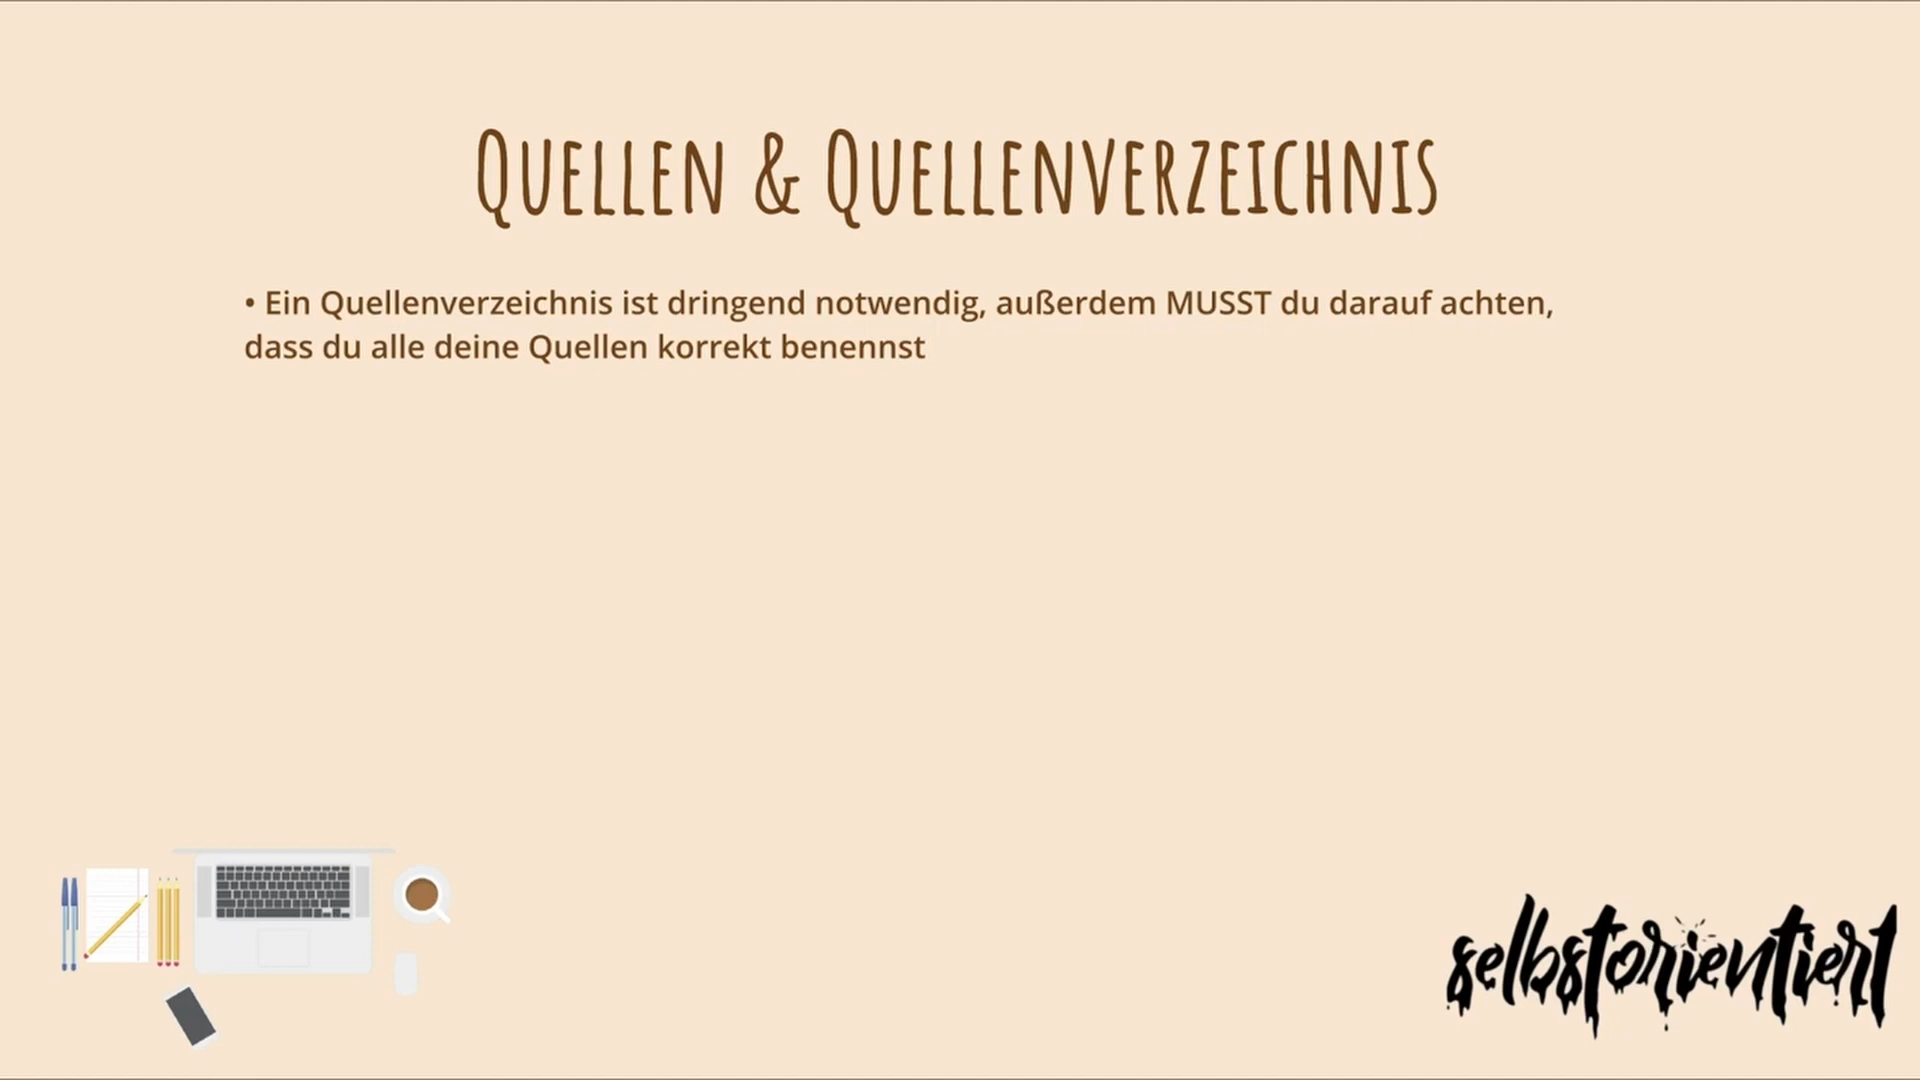 Quellen & Quellenverzeichnis
• Ein Quellenverzeichnis ist dringend notwendig, außerdem MUSST du darauf achten,
dass du alle deine Quellen korrekt benennst
selbstorientiert